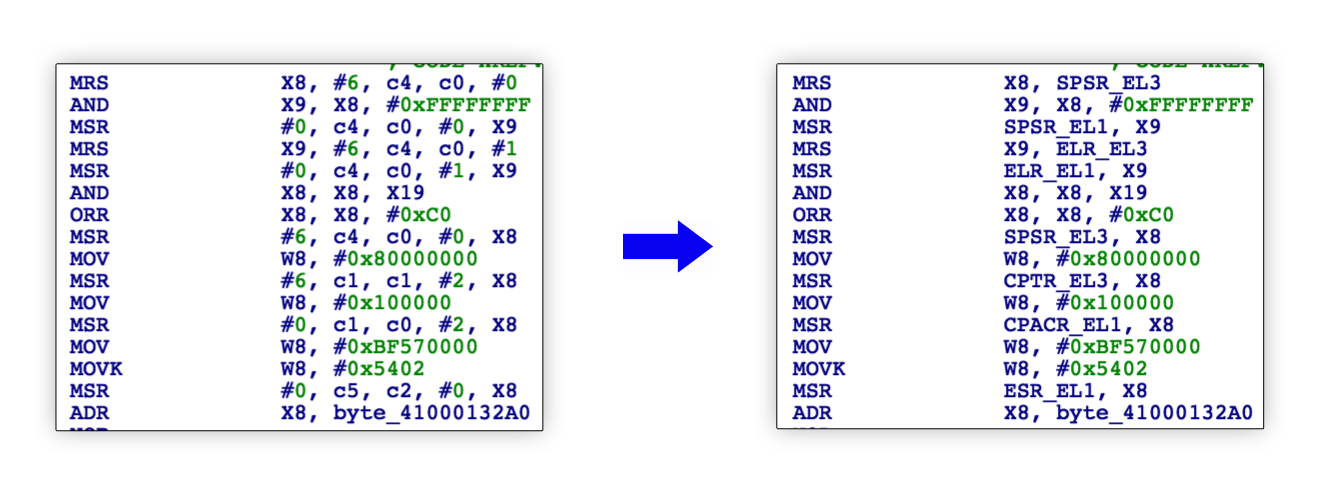 MRS X8, #6, c4, c0, #0
AND X9, X8, #0xFFFFFFFF
MSR #0, c4, c0, #0, X9
MRS X9, #6, c4, c0, #1
MSR #0, c4, c0, #1, X9
AND X8, X8, X19
ORR X8, X8, #0xC0
MSR #6, c4, c0, #0, X8
MOV W8, #0x80000000
MSR #6, c1, c1, #2, X8
MOV W8, #0x100000
MSR #0, c1, c0, #2, X8
MOV W8, #0xBF570000
MOVK W8, #0x5402
MSR #0, c5, c2, #0, X8
ADR X8, byte_41000132A0
MRS X8, SPSR_EL3
AND X9, X8, #0xFFFFFFFF
MSR SPSR_EL1, X9
MRS X9, ELR_EL3
MSR ELR_EL1, X9
AND X8, X8, X19
ORR X8, X8, #0xC0
MSR SPSR_EL3, X8
MOV W8, #0x80000000
MSR CPTR_EL3, X8
MOV W8, #0x100000
MSR CPACR_EL1, X8
MOV W8, #0xBF570000
MOVK W8, #0x5402
MSR ESR_EL1, X8
ADR X8, byte_41000132A0